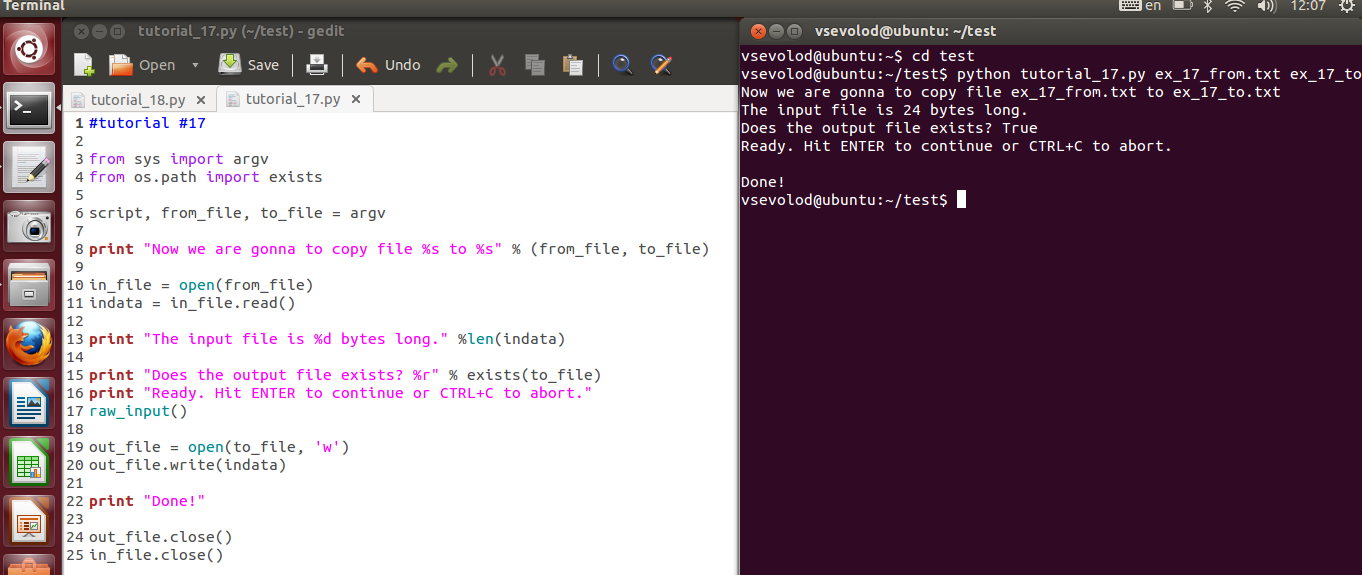 Terminal
en
12:07
tutorial_17.py (~/test) - gedit
Open
Save
Undo
tutorial_18.py
tutorial_17.py
1 #tutorial #17
2
3 from sys import argv
4 from os.path import exists
5
6 script, from_file, to_file = argv
7
8 print "Now we are gonna to copy file %s to %s" % (from_file, to_file)
9
10 in_file = open(from_file)
11 indata = in_file.read()
12
13 print "The input file is %d bytes long." %len(indata)
14
15 print "Does the output file exists? %r" % exists(to_file)
16 print "Ready. Hit ENTER to continue or CTRL+C to abort."
17 raw_input()
18
19 out_file = open(to_file, 'w')
20 out_file.write(indata)
21
22 print "Done!"
23
24 out_file.close()
25 in_file.close()
vsevolod@ubuntu: ~/test
vsevolod@ubuntu:~$ cd test
vsevolod@ubuntu:~/test$ python tutorial_17.py ex_17_from.txt ex_17_to
Now we are gonna to copy file ex_17_from.txt to ex_17_to.txt
The input file is 24 bytes long.
Does the output file exists? True
Ready. Hit ENTER to continue or CTRL+C to abort.
Done!
vsevolod@ubuntu:~/test$